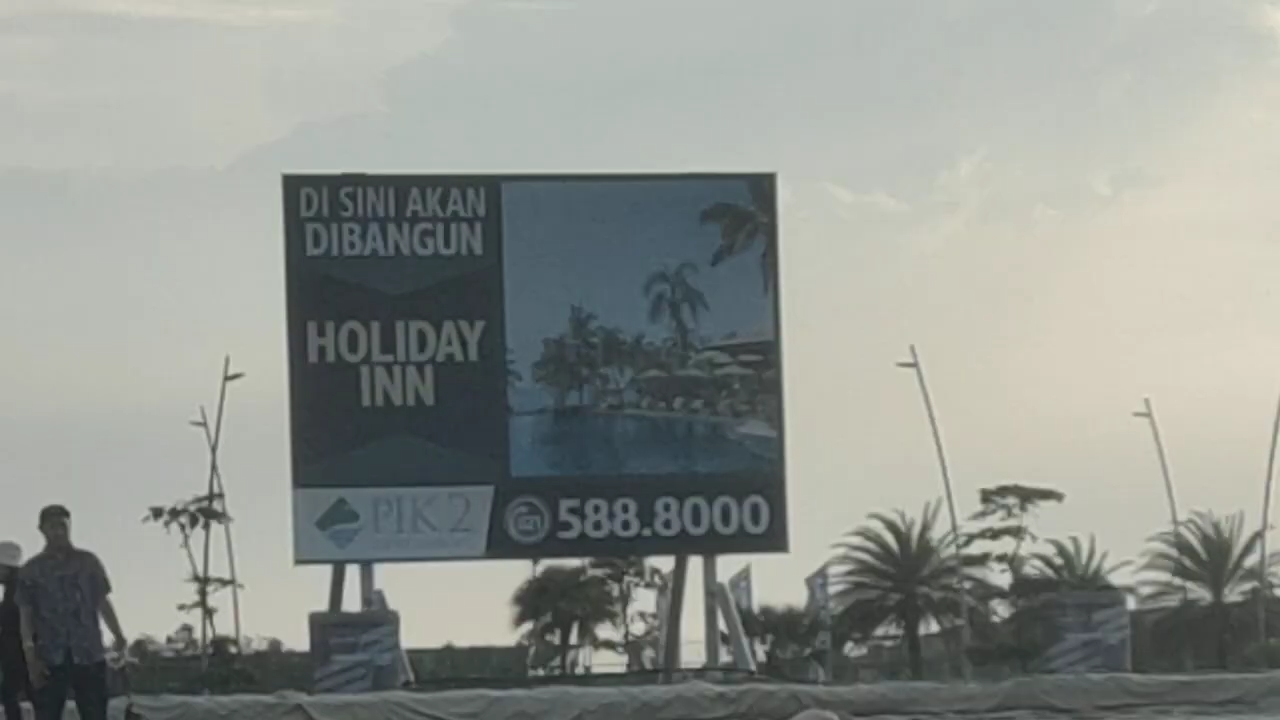 DI SINI AKAN
DIBANGUN
HOLIDAY
INN
PIK 2
588.8000